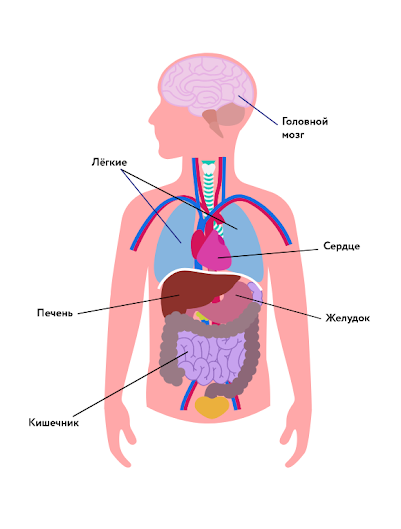 Головной
мозг
Лёгкие
Сердце
Печень
Желудок
Кишечник